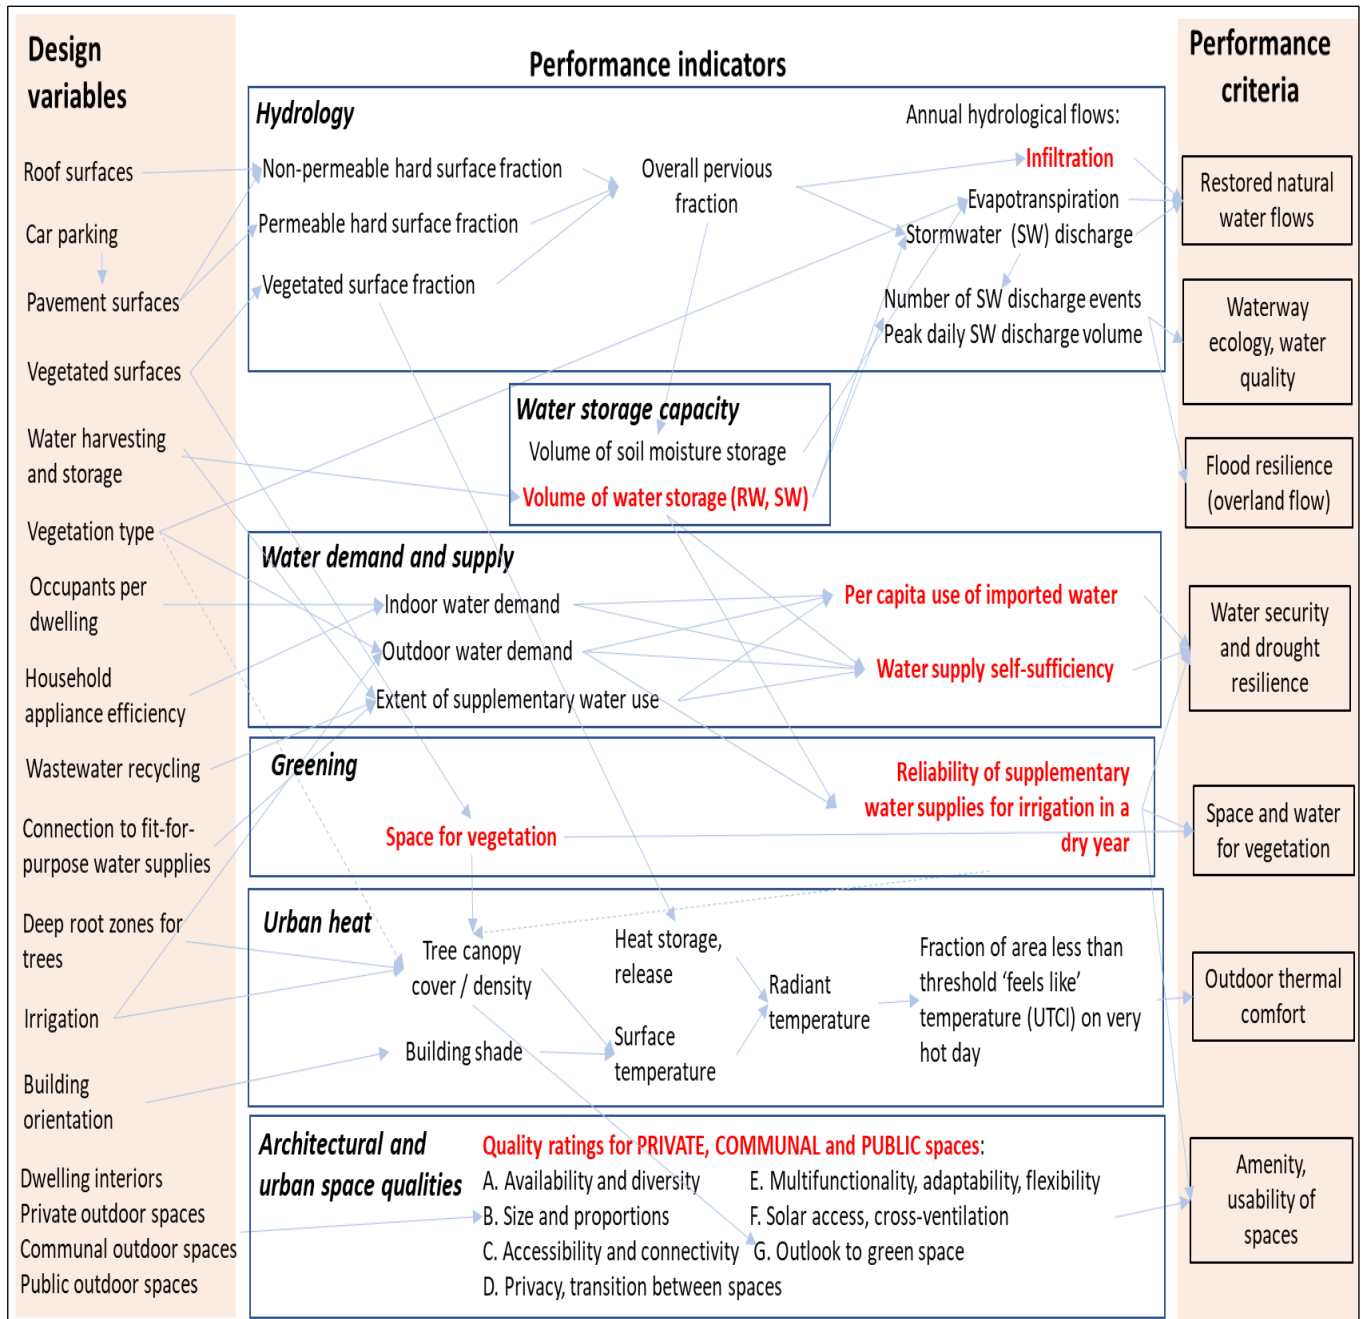 Design
variables
Roof surfaces
Car parking
Pavement surfaces
Vegetated surfaces
Water harvesting
and storage
Vegetation type
Occupants per
dwelling
Household
appliance efficiency
Wastewater recycling
Connection to fit-for-
purpose water supplies
Deep root zones for
trees
Irrigation
Building
orientation
Dwelling interiors
Private outdoor spaces
Communal outdoor spaces
Public outdoor spaces
Performance indicators
Hydrology
Non-permeable hard surface fraction
Permeable hard surface fraction
Vegetated surface fraction
Overall pervious
fraction
Annual hydrological flows:
Infiltration
Evapotranspiration
Stormwater (SW) discharge
Number of SW discharge events
Peak daily SW discharge volume
Water storage capacity
Volume of soil moisture storage
Volume of water storage (RW, SW)
Water demand and supply
Indoor water demand
Outdoor water demand
Extent of supplementary water use
Per capita use of imported water
Water supply self-sufficiency
Greening
Space for vegetation
Reliability of supplementary
water supplies for irrigation in a
dry year
Urban heat
Tree canopy
cover / density
Building shade
Heat storage,
release
Surface
temperature
Radiant
temperature
Fraction of area less than
threshold ‘feels like’
temperature (UTCI) on very
hot day
Architectural and
urban space qualities
Quality ratings for PRIVATE, COMMUNAL and PUBLIC spaces:
A. Availability and diversity
B. Size and proportions
C. Accessibility and connectivity
D. Privacy, transition between spaces
E. Multifunctionality, adaptability, flexibility
F. Solar access, cross-ventilation
G. Outlook to green space
Performance
criteria
Restored natural
water flows
Waterway
ecology, water
quality
Flood resilience
(overland flow)
Water security
and drought
resilience
Space and water
for vegetation
Outdoor thermal
comfort
Amenity,
usability of
spaces